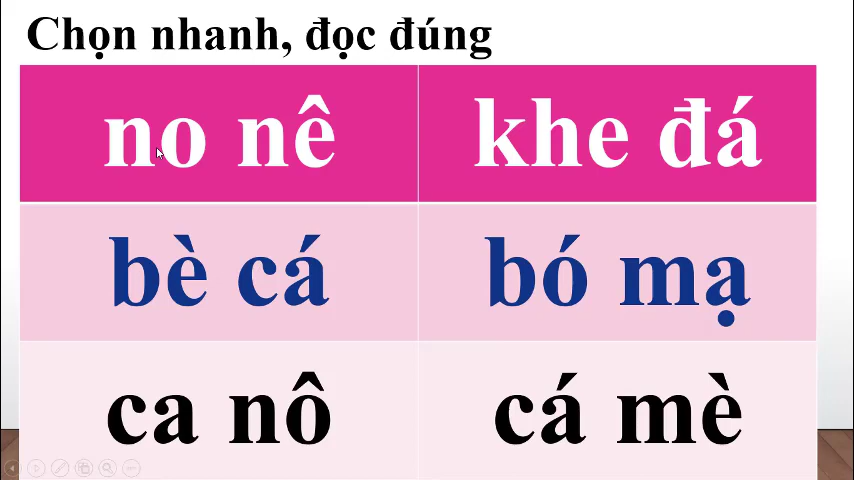 Chọn nhanh, đọc đúng
no nê khe đá
bè cá bó mạ
ca nô cá mè